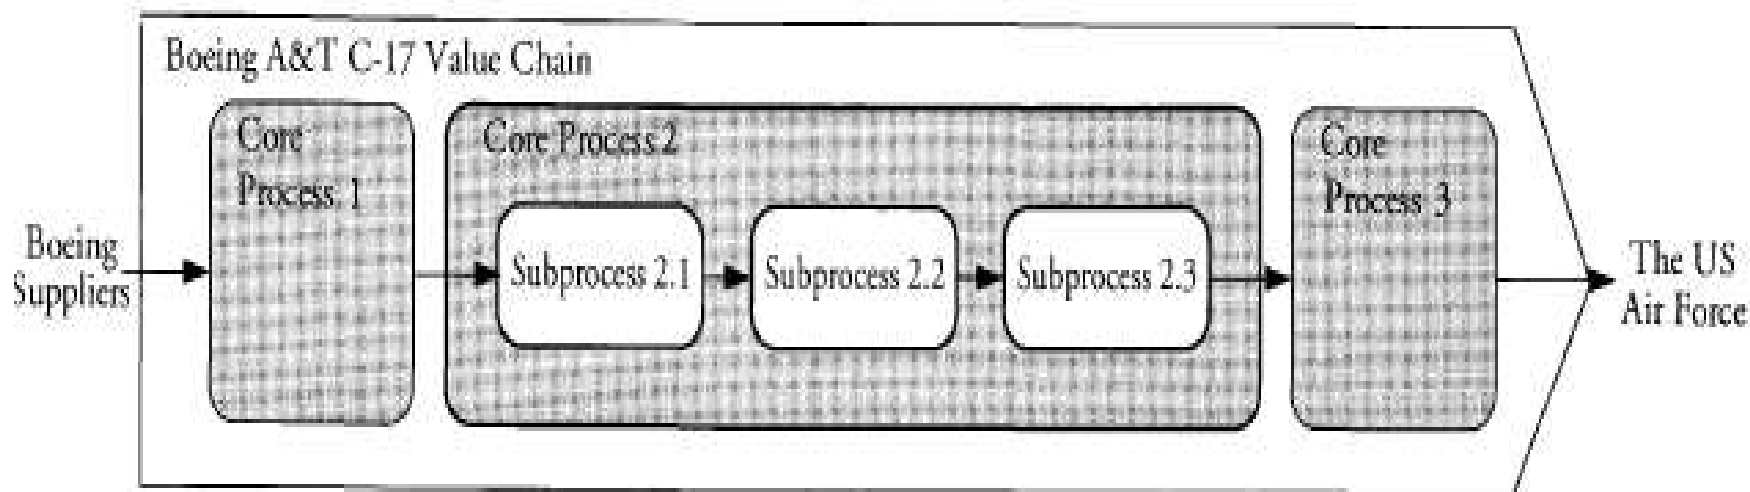 Boeing A&T C-17 Value Chain
Core
Process 1
Core Process 2
Core
Process 3
Boeing
Suppliers
Subprocess 2.1
Subprocess 2.2
Subprocess 2.3
The US
Air Force